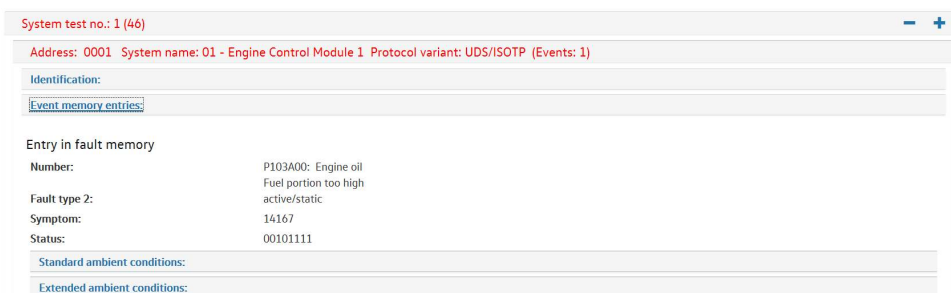 System test no.: 1 (46)
Address: 0001 System name: 01 - Engine Control Module 1 Protocol variant: UDS/ISOTP (Events: 1)
Identification:
Event memory entries:
Entry in fault memory
Number: P103A00: Engine oil
Fuel portion too high
Fault type 2: active/static
Symptom: 14167
Status: 00101111
Standard ambient conditions:
Extended ambient conditions: